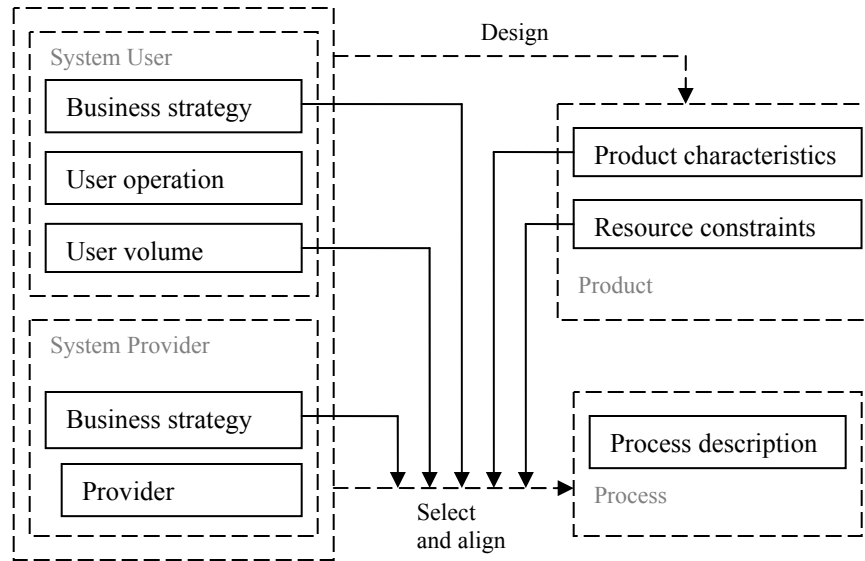 System User
Business strategy
User operation
User volume
System Provider
Business strategy
Provider
Design
Product characteristics
Resource constraints
Product
Process description
Process
Select
and align